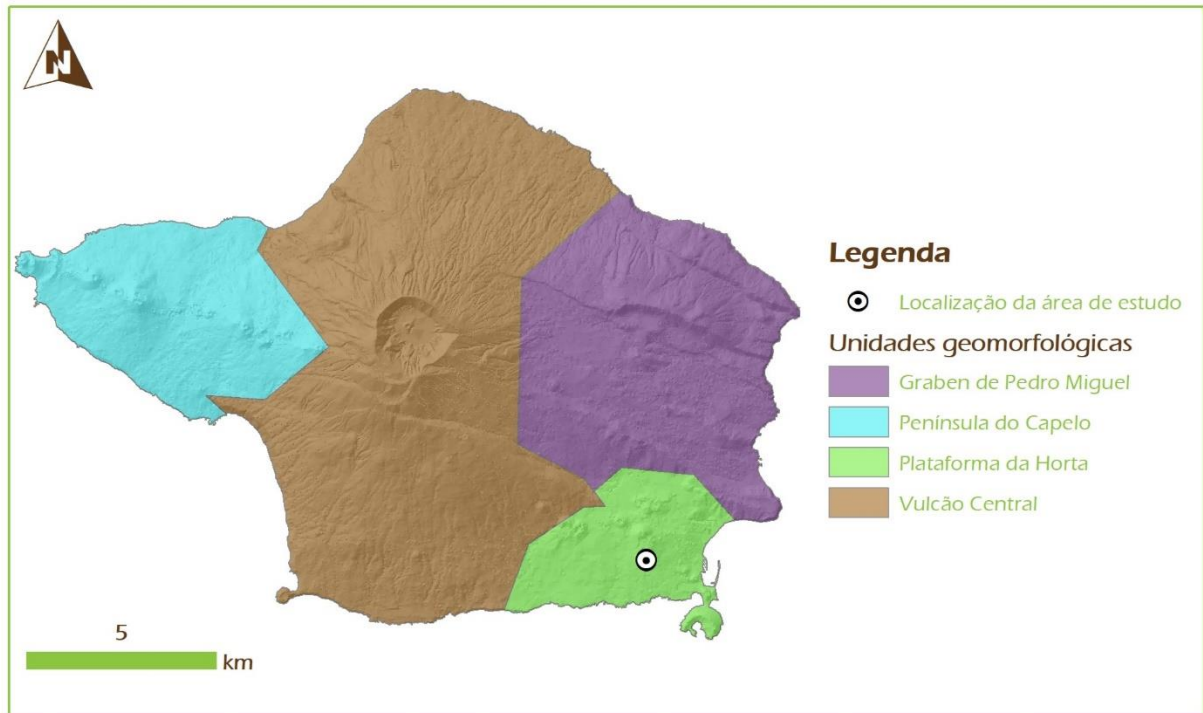 N
Legenda
Localização da área de estudo
Unidades geomorfológicas
Graben de Pedro Miguel
Península do Capelo
Plataforma da Horta
Vulcão Central
5
km